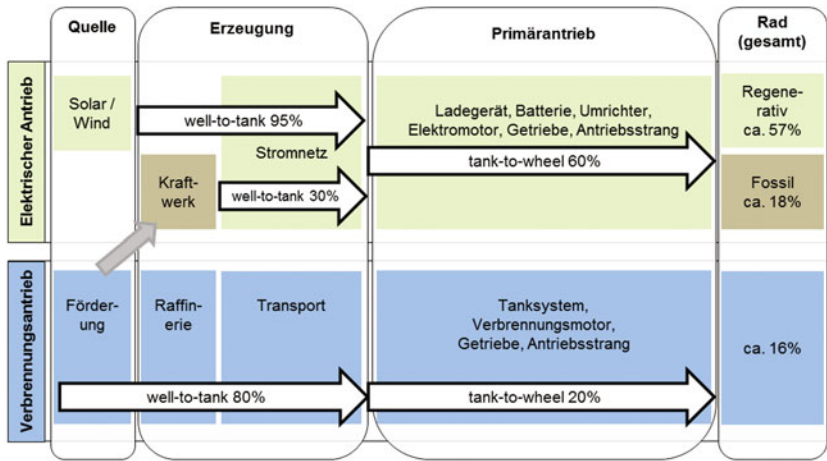 Quelle
Erzeugung
Primärantrieb
Rad
(gesamt)
Elektrischer Antrieb
Solar /
Wind
well-to-tank 95%
Stromnetz
Kraft-
werk
well-to-tank 30%
Ladegerät, Batterie, Umrichter,
Elektromotor, Getriebe, Antriebsstrang
tank-to-wheel 60%
Regene-
rativ
ca. 57%
Fossil
ca. 18%
Verbrennungsantrieb
Förder-
ung
Raffin-
erie
Transport
well-to-tank 80%
Tanksystem,
Verbrennungsmotor,
Getriebe, Antriebsstrang
tank-to-wheel 20%
ca. 16%